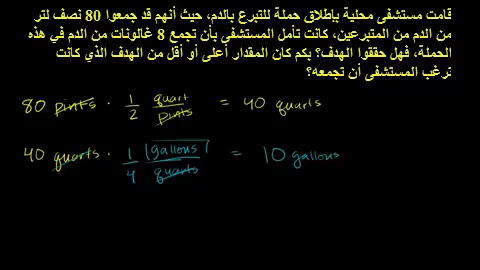 قامت مستشفى محلية بإطلاق حملة للتبرع بالدم، حيث أنهم قد جمعوا 80 نصف لتر
من الدم من المتبرعين، كانت تأمل المستشفى بأن تجمع 8 غالونات من الدم في هذه
الحملة، فهل حققوا الهدف؟ بكم كان المقدار أعلى أو أقل من الهدف الذي كانت
ترغب المستشفى أن تجمعه؟
80 pints · 1/2 quart/pints = 40 quarts
40 quarts · 1/4 gallons/quarts = 10 gallons